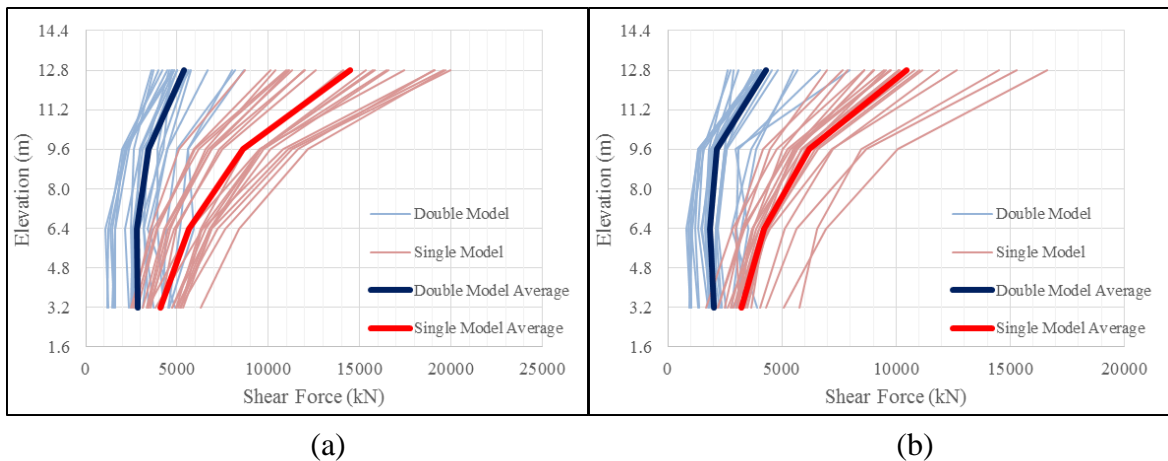 14.4
12.8
11.2
9.6
8.0
6.4
4.8
3.2
1.6
Elevation (m)
0 5000 10000 15000 20000 25000
Shear Force (kN)
Double Model
Single Model
Double Model Average
Single Model Average
(a)
14.4
12.8
11.2
9.6
8.0
6.4
4.8
3.2
1.6
Elevation (m)
0 5000 10000 15000 20000
Shear Force (kN)
Double Model
Single Model
Double Model Average
Single Model Average
(b)